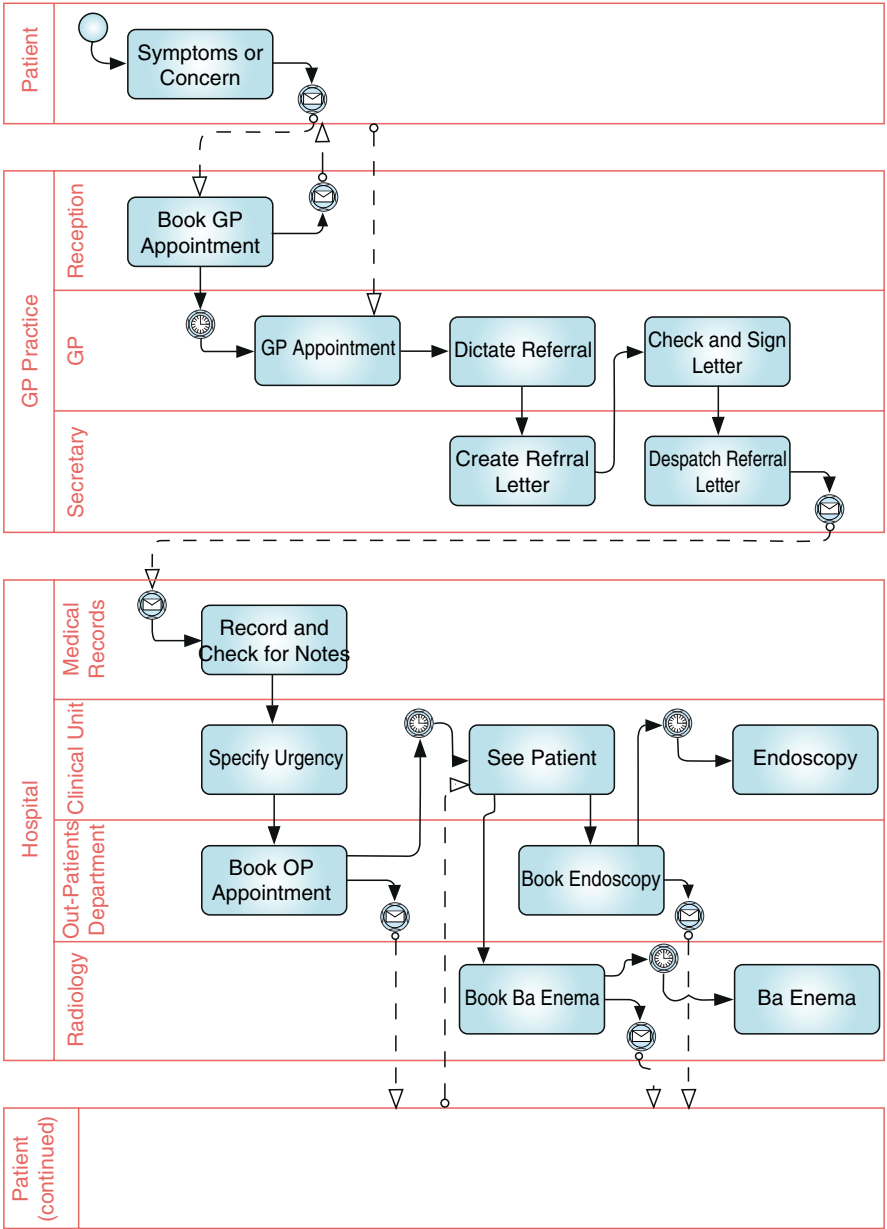 Patient
Symptoms or
Concern
GP Practice
Reception
Book GP
Appointment
GP
GP Appointment
Dictate Referral
Check and Sign
Letter
Secretary
Create Refrral
Letter
Despatch Referral
Letter
Hospital
Medical
Records
Record and
Check for Notes
Clinical Unit
Specify Urgency
See Patient
Endoscopy
Out-Patients
Department
Book OP
Appointment
Book Endoscopy
Radiology
Book Ba Enema
Ba Enema
Patient
(continued)